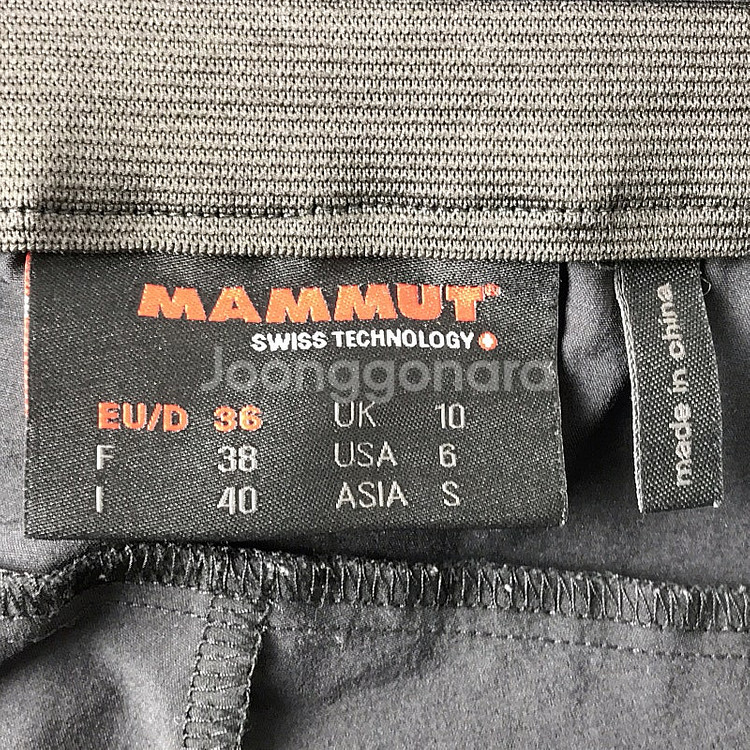 MAMMUT®
SWISS TECHNOLOGY
Joonggonara
EU/D 36 UK 10
F 38 USA 6
I 40 ASIA S
made in china